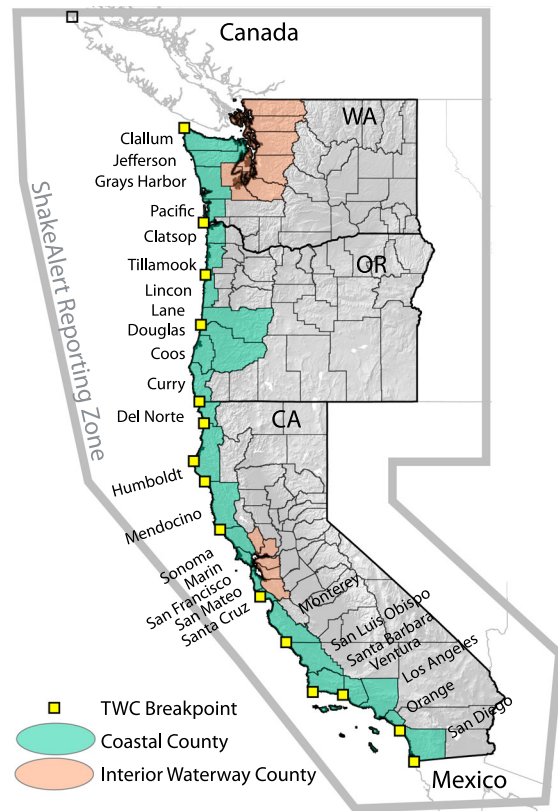 Canada
WA
Clallum
Jefferson
Grays Harbor
Pacific
Clatsop
ShakeAlert Reporting Zone
OR
Tillamook
Lincon
Lane
Douglas
Coos
Curry
Del Norte
CA
Humboldt
Mendocino
Sonoma
Marin
San Francisco
San Mateo
Santa Cruz
Monterey
San Luis Obispo
Santa Barbara
Ventura
Los Angeles
Orange
San Diego
TWC Breakpoint
Coastal County
Interior Waterway County
Mexico